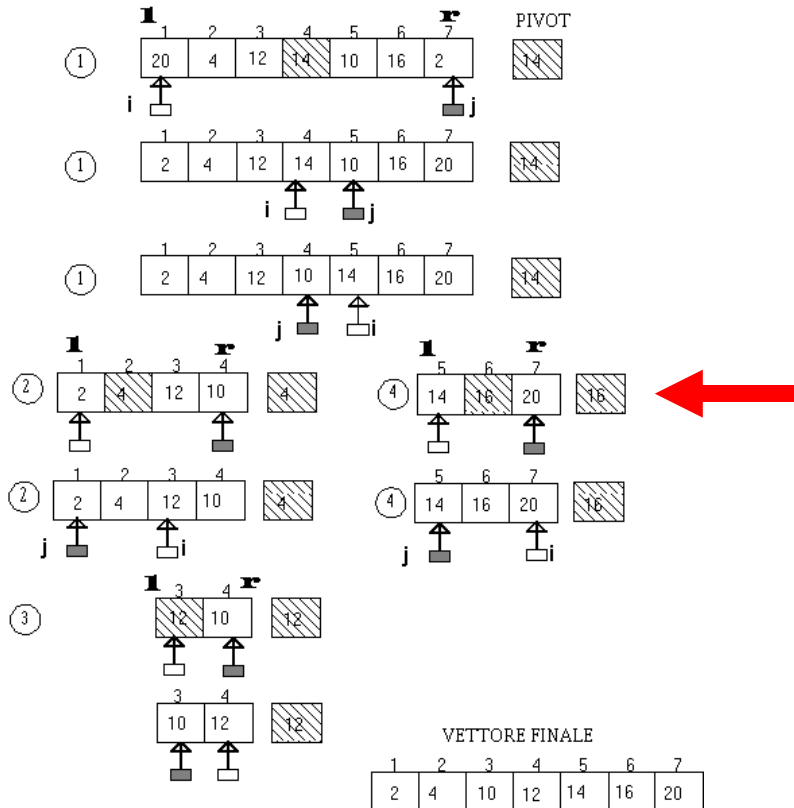 l r
1 2 3 4 5 6 7 PIVOT
1 20 4 12 14 10 16 2 14
i j
1 2 3 4 5 6 7
1 2 4 12 14 10 16 20 14
i j
1 2 3 4 5 6 7
1 2 4 12 10 14 16 20 14
j i
l r l r
1 2 3 4 5 6 7
2 2 4 12 10 4 4 14 16 20 16
1 2 3 4 5 6 7
2 2 4 12 10 4 4 14 16 20 16
j i j i
l r
3 4
3 12 10 12
3 4
10 12 12
VETTORE FINALE
1 2 3 4 5 6 7
2 4 10 12 14 16 20